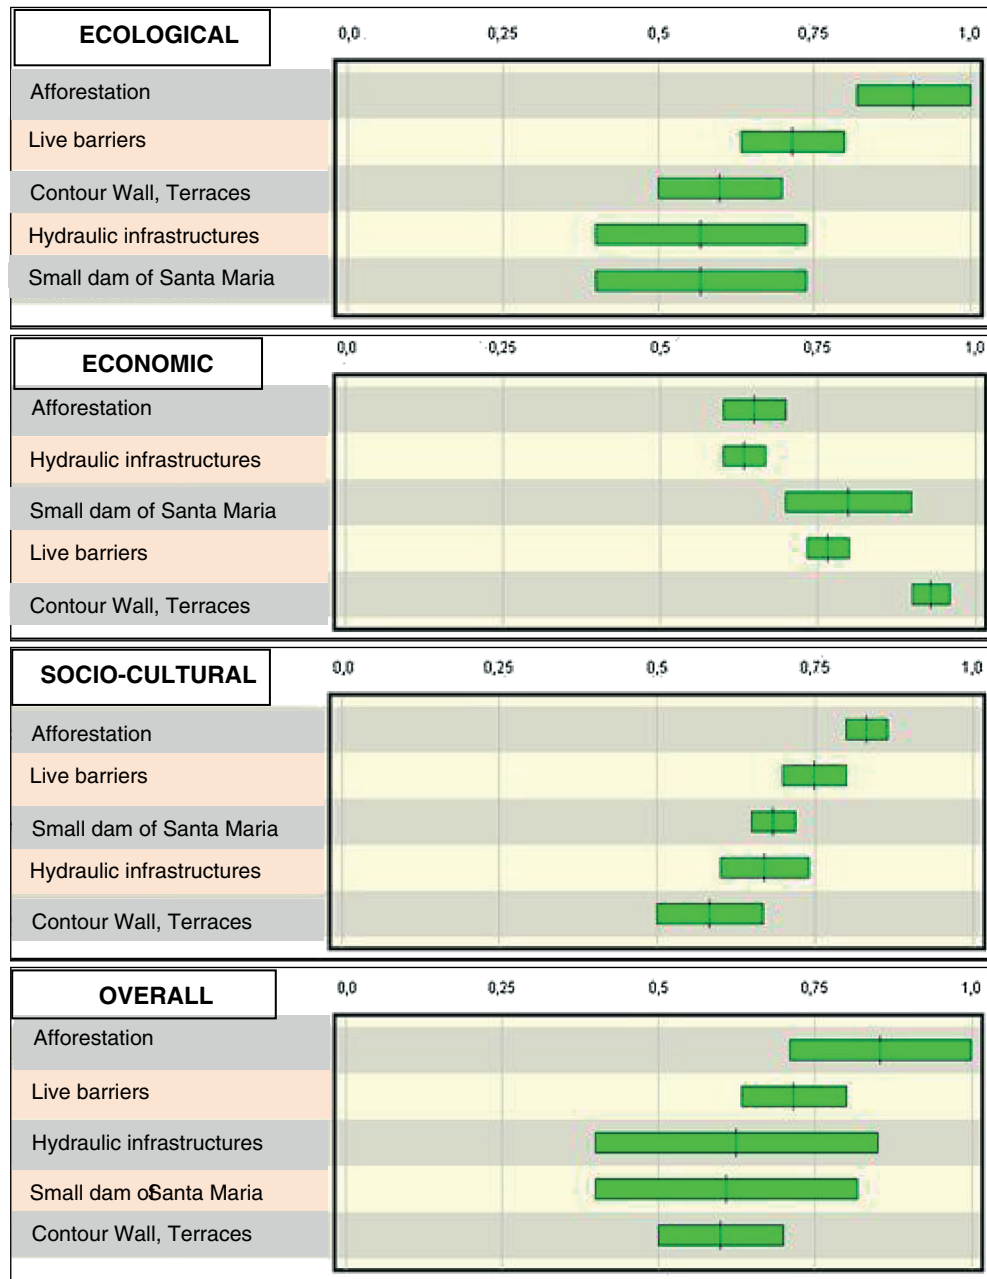 ECOLOGICAL
0,0 0,25 0,5 0,75 1,0
Afforestation
Live barriers
Contour Wall, Terraces
Hydraulic infrastructures
Small dam of Santa Maria
ECONOMIC
0,0 0,25 0,5 0,75 1,0
Afforestation
Hydraulic infrastructures
Small dam of Santa Maria
Live barriers
Contour Wall, Terraces
SOCIO-CULTURAL
0,0 0,25 0,5 0,75 1,0
Afforestation
Live barriers
Small dam of Santa Maria
Hydraulic infrastructures
Contour Wall, Terraces
OVERALL
0,0 0,25 0,5 0,75 1,0
Afforestation
Live barriers
Hydraulic infrastructures
Small dam of Santa Maria
Contour Wall, Terraces